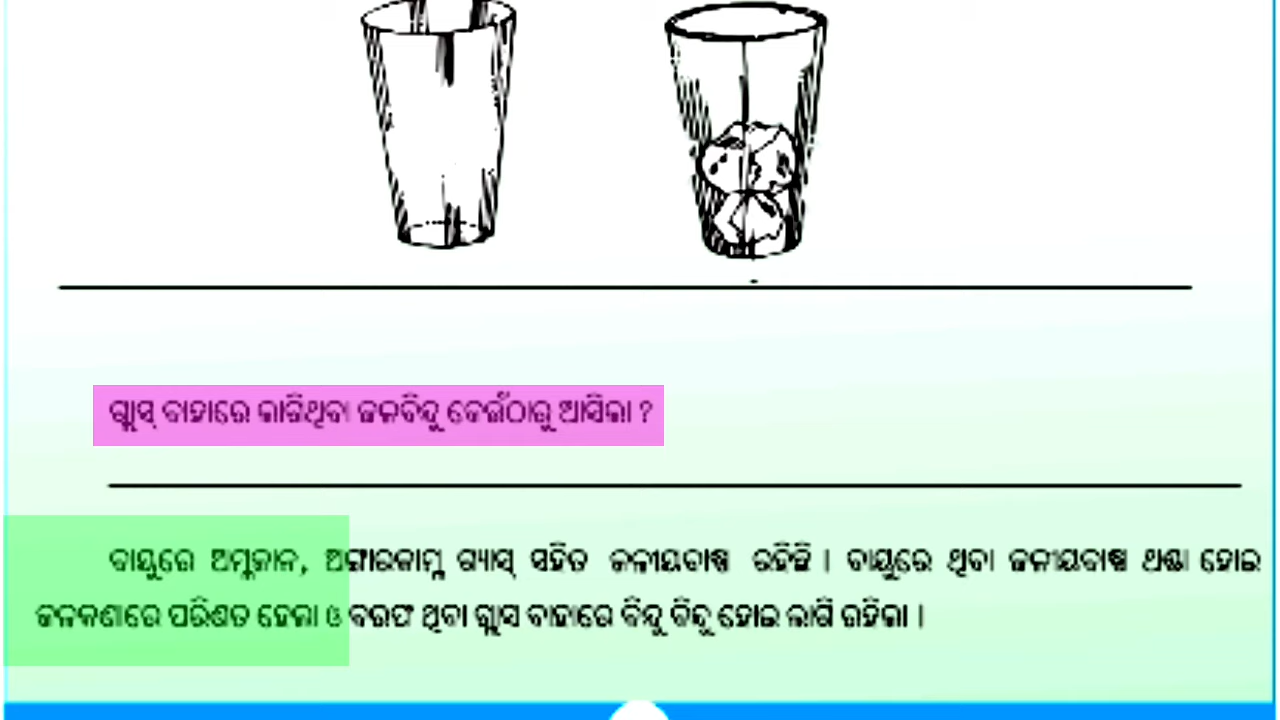 ଗ୍ଲାସ୍ ବାହାରେ ଲାଗିଥିବା ଜଳବିନ୍ଦୁ କେଉଁଠାରୁ ଆସିଲା ?
ବାୟୁରେ ଅମ୍ଳଜାନ, ଅଙ୍ଗାରକାମ୍ଳ ଗ୍ୟାସ୍ ସହିତ ଜଳୀୟବାଷ୍ପ ରହିଛି । ବାୟୁରେ ଥିବା ଜଳୀୟବାଷ୍ପ ଥଣ୍ଡା ହୋଇ
ଜଳକଣାରେ ପରିଣତ ହେଲା ଓ ବରଫ ଥିବା ଗ୍ଲାସ ବାହାରେ ବିନ୍ଦୁ ବିନ୍ଦୁ ହୋଇ ଲାଗି ରହିଲା ।